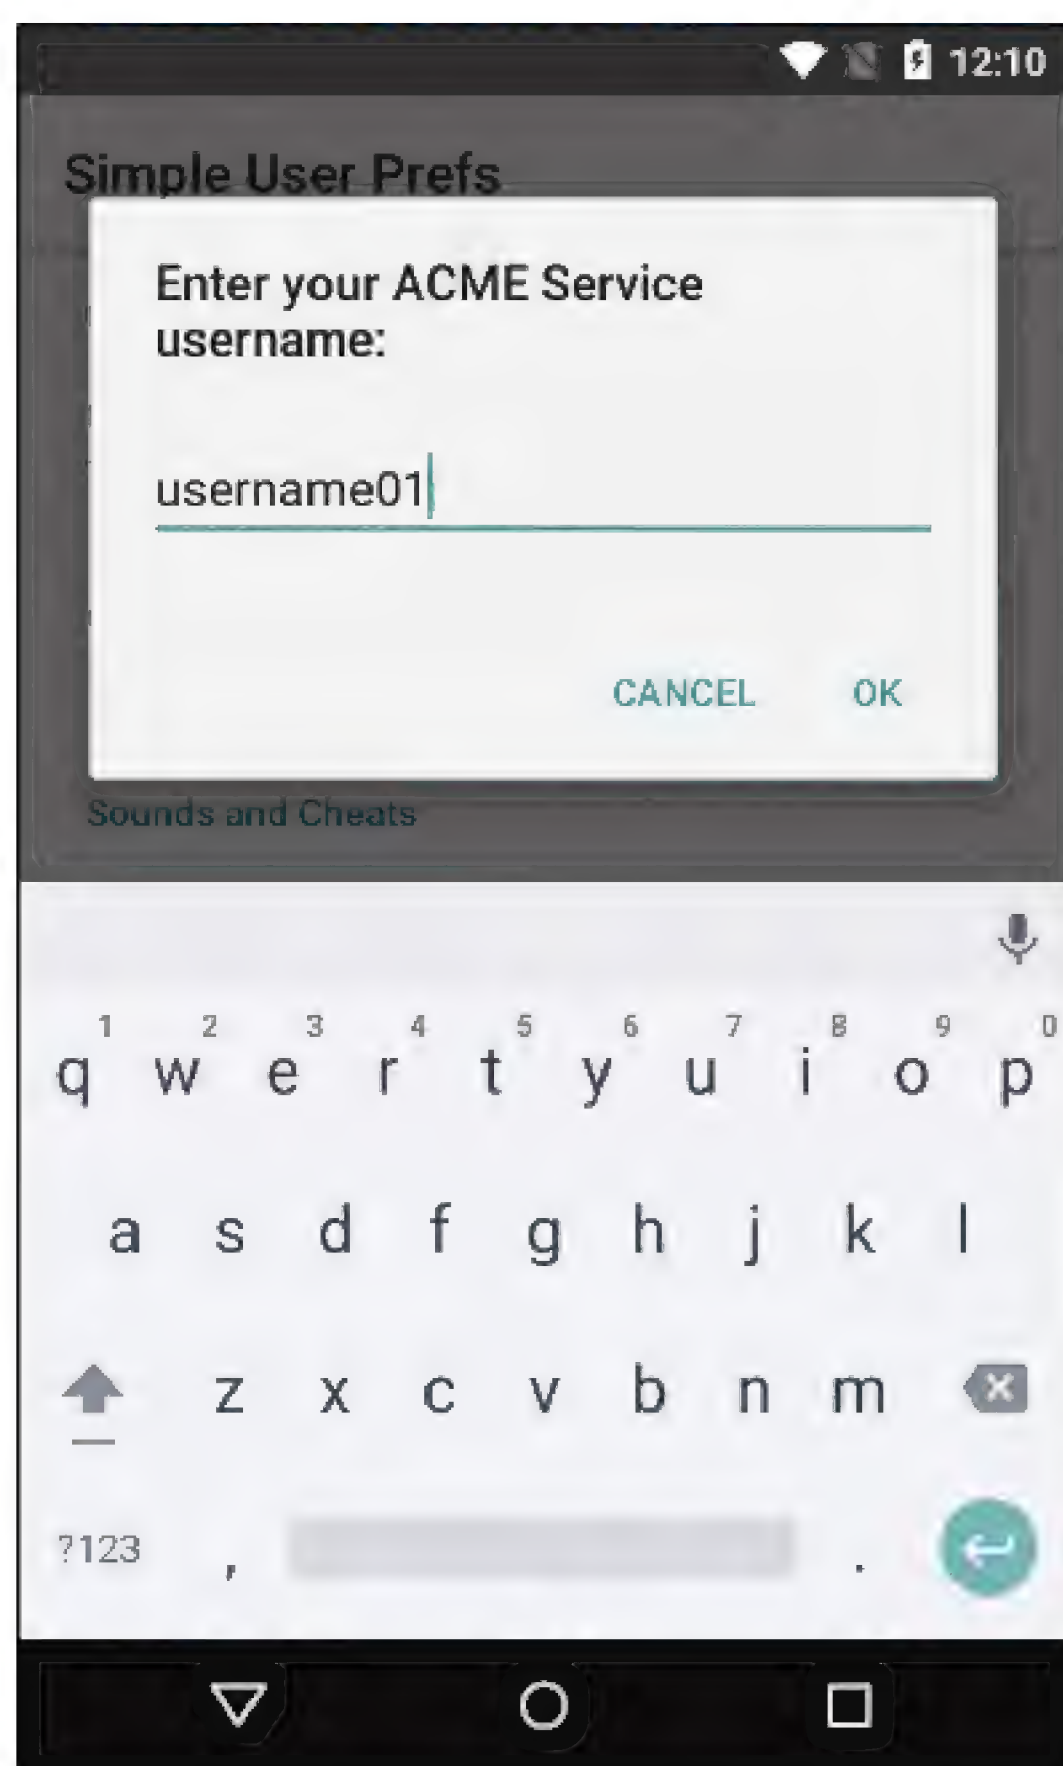 12:10
Simple User Prefs
Enter your ACME Service
username:
username01
CANCEL OK
Sounds and Cheats
1 2 3 4 5 6 7 8 9 0
q w e r t y u i o p
a s d f g h j k l
z x c v b n m
?123 , .